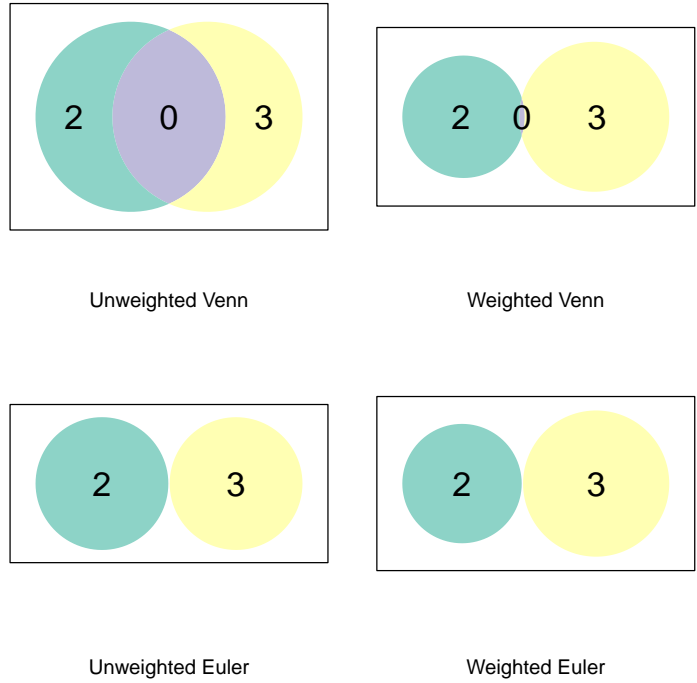 2 0 3
2 0 3
Unweighted Venn
Weighted Venn
2 3
2 3
Unweighted Euler
Weighted Euler